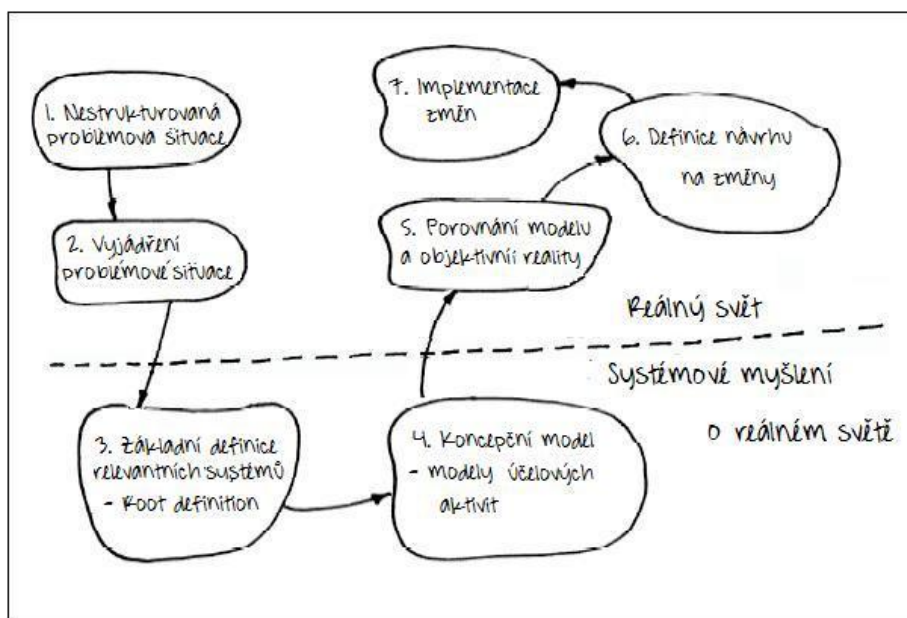 1. Nestrukturovaná
problémová situace
2. Vyjádření
problémové situace
3. Základní definice
relevantních systémů
- Root definition
4. Koncepční model
- modely účelových
aktivit
5. Porovnání modelu
a objektivnií reality
6. Definice návrhu
na změny
7. Implementace
změn
Reálný svět
Systémové myšlení
o reálném světě